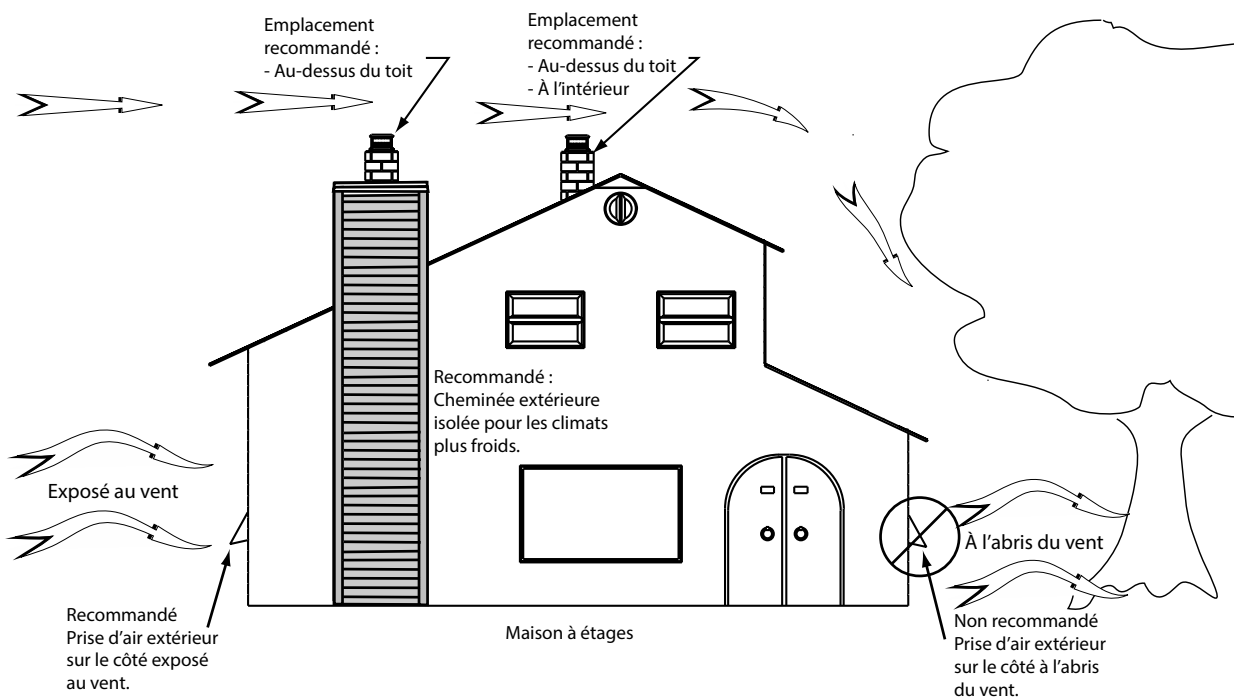 Emplacement
recommandé :
- Au-dessus du toit
Emplacement
recommandé :
- Au-dessus du toit
- À l'intérieur
Recommandé :
Cheminée extérieure
isolée pour les climats
plus froids.
Exposé au vent
À l'abris du vent
Recommandé
Prise d'air extérieur
sur le côté exposé
au vent.
Maison à étages
Non recommandé
Prise d'air extérieur
sur le côté à l'abris
du vent.